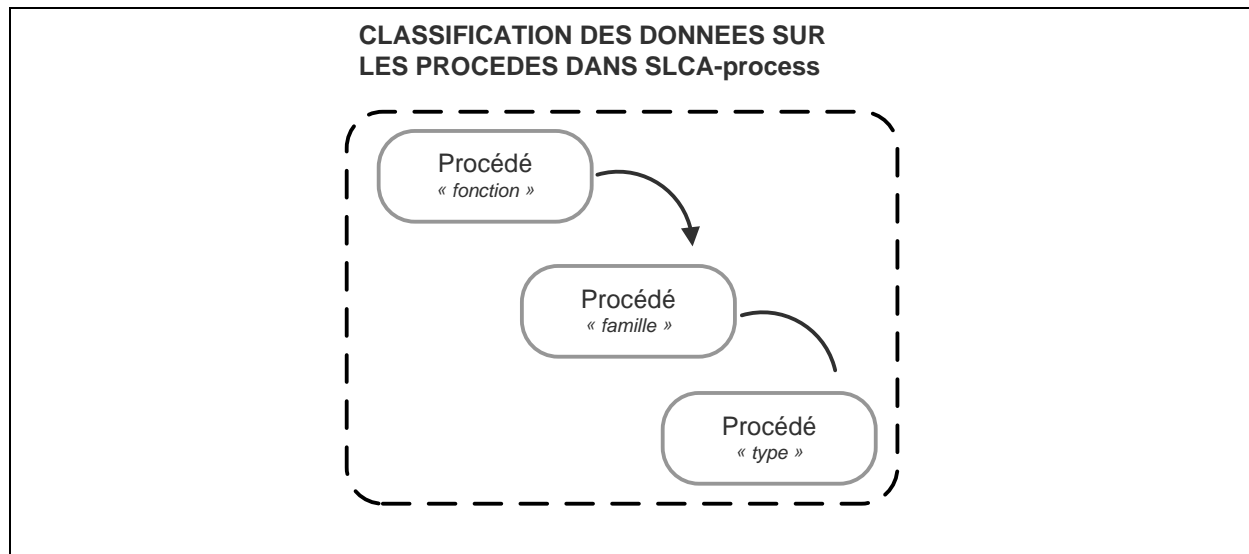 CLASSIFICATION DES DONNEES SUR
LES PROCEDES DANS SLCA-process
Procédé
« fonction »
Procédé
« famille »
Procédé
« type »